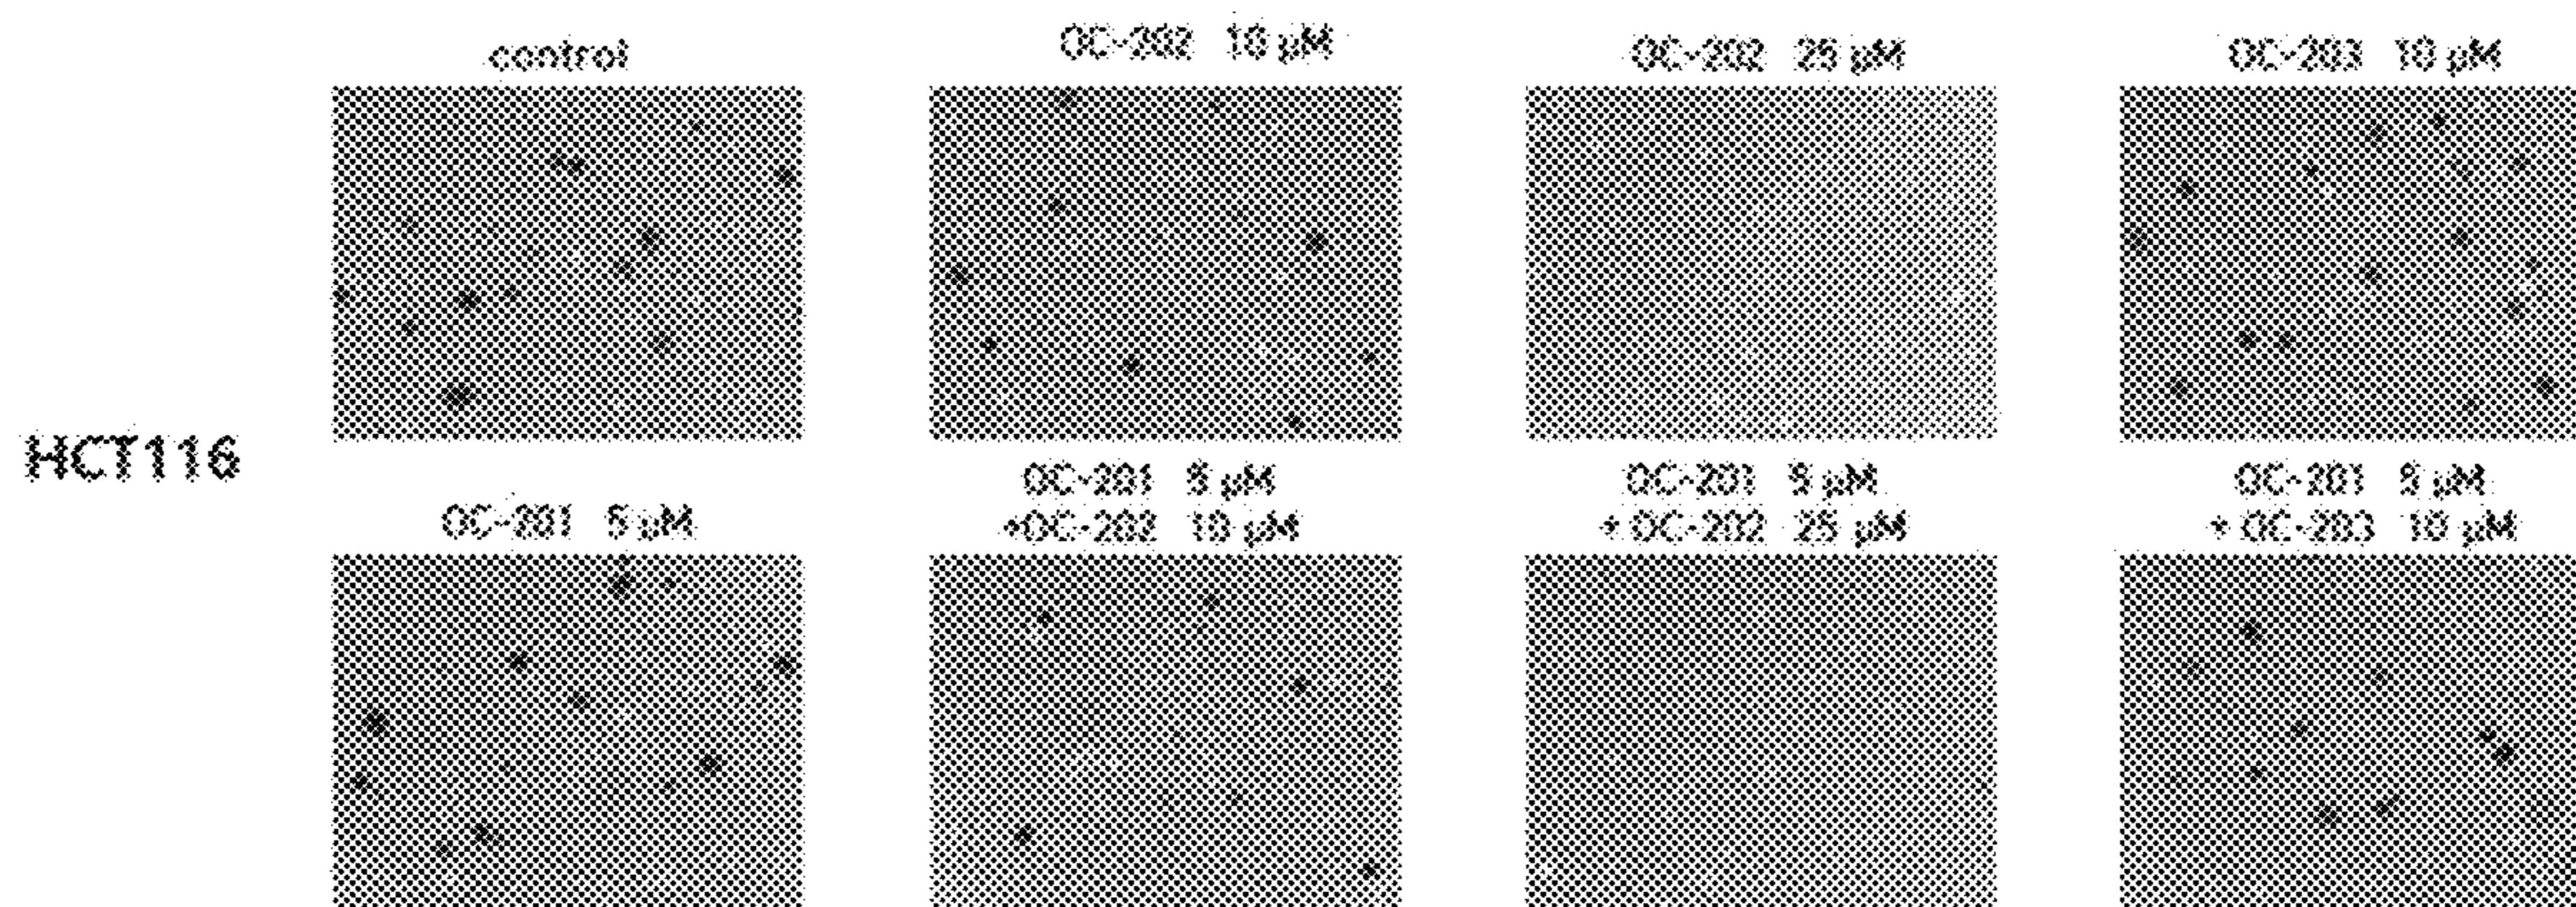 control
OC-202 10 µM
OC-202 25 µM
OC-203 10 µM
HCT116
OC-201 5 µM
OC-201 5 µM
+OC-202 10 µM
OC-201 5 µM
+ OC-202 25 µM
OC-201 5 µM
+ OC-203 10 µM